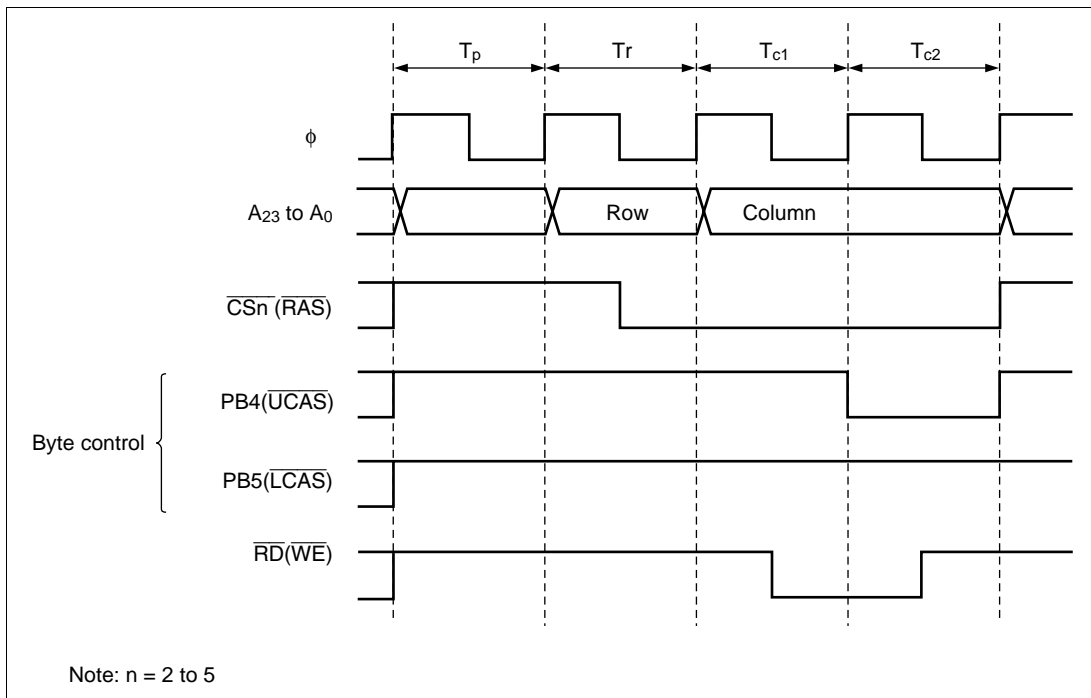 Tp Tr Tc1 Tc2
φ
A23 to A0
Row Column
CSn (RAS)
PB4(UCAS)
Byte control
PB5(LCAS)
RD(WE)
Note: n = 2 to 5